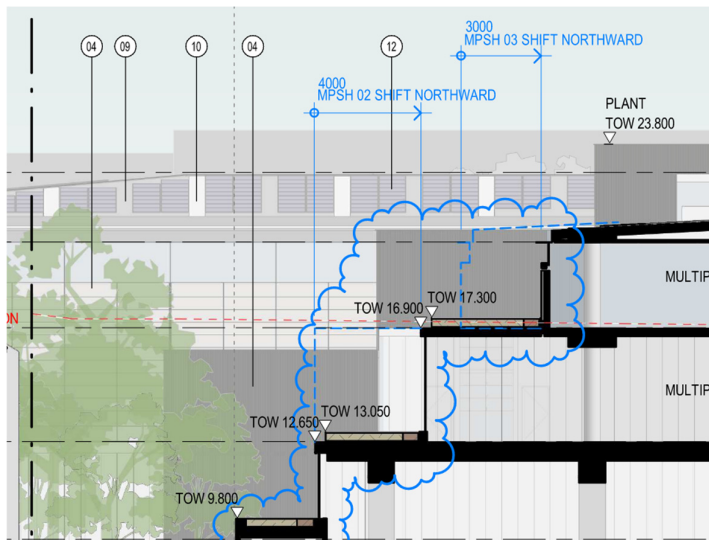 3000
MPSH 03 SHIFT NORTHWARD
04
09
10
04
12
4000
MPSH 02 SHIFT NORTHWARD
PLANT
TOW 23.800
MULTIP
TOW 17.300
TOW 16.900
ON
MULTIP
TOW 13.050
TOW 12.650
TOW 9.800